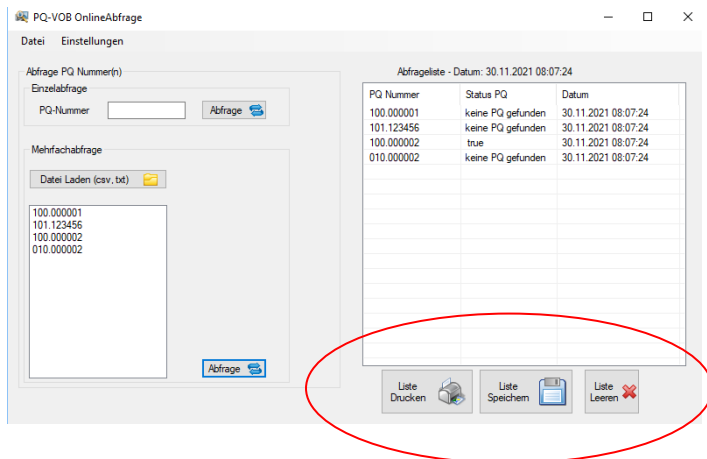 PQ-VOB OnlineAbfrage
Datei Einstellungen
Abfrage PQ Nummer(n)
Einzelabfrage
PQ-Nummer
Abfrage
Mehrfachabfrage
Datei Laden (csv, txt)
100.000001
101.123456
100.000002
010.000002
Abfrage
Abfrageliste - Datum: 30.11.2021 08:07:24
PQ Nummer Status PQ Datum
100.000001 keine PQ gefunden 30.11.2021 08:07:24
101.123456 keine PQ gefunden 30.11.2021 08:07:24
100.000002 true 30.11.2021 08:07:24
010.000002 keine PQ gefunden 30.11.2021 08:07:24
Liste
Drucken
Liste
Speichern
Liste
Leeren